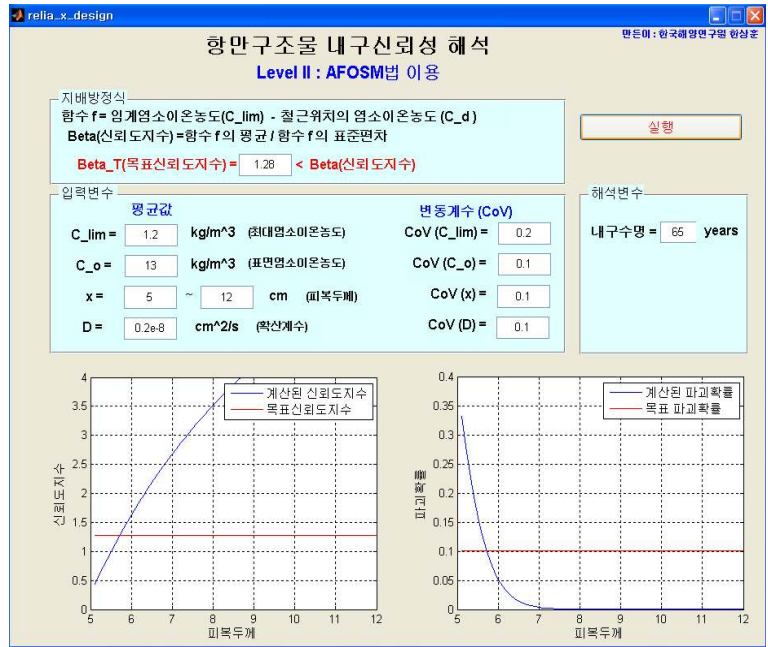 relia_x_design
항만구조물 내구신뢰성 해석
만든이 : 한국해양연구원 한상훈
Level II : AFOSM법 이용
지배방정식
함수 f = 임계염소이온농도(C_lim) - 철근위치의 염소이온농도 (C_d )
Beta(신뢰도지수) =함수 f 의 평균 / 함수 f 의 표준편차
Beta_T(목표신뢰도지수) = 1.28 < Beta(신뢰도지수)
실행
입력변수
평균값
변동계수 (CoV)
C_lim = 1.2 kg/m^3 (최대염소이온농도) CoV (C_lim) = 0.2
C_o = 13 kg/m^3 (표면염소이온농도) CoV (C_o) = 0.1
x = 5 ~ 12 cm (피복두께) CoV (x) = 0.1
D = 0.2e-8 cm^2/s (확산계수) CoV (D) = 0.1
해석변수
내구수명 = 65 years
계산된 신뢰도지수
목표신뢰도지수
신뢰도지수
4
3.5
3
2.5
2
1.5
1
0.5
0
5 6 7 8 9 10 11 12
피복두께
계산된 파괴확률
목표 파괴확률
파괴확률
0.4
0.35
0.3
0.25
0.2
0.15
0.1
0.05
0
5 6 7 8 9 10 11 12
피복두께